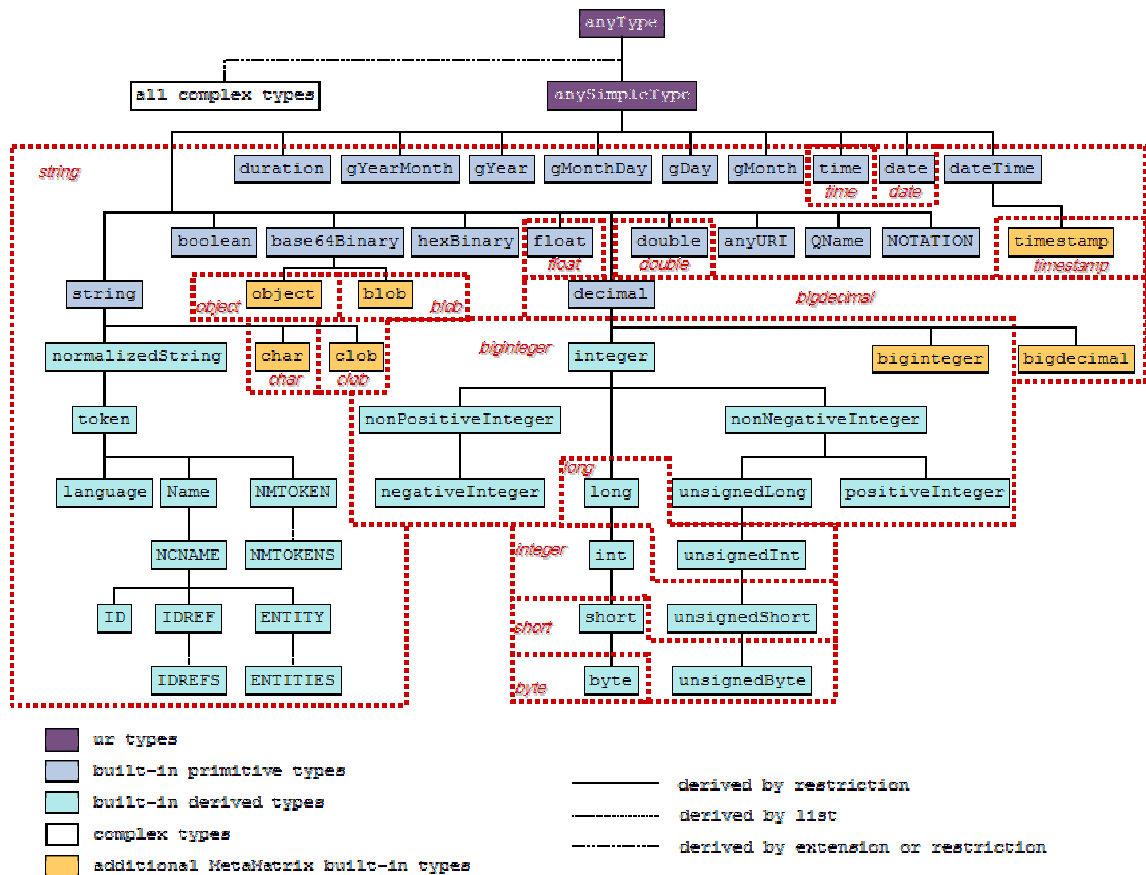 anyType
all complex types
anySimpleType
string
duration
gYearMonth
gYear
gMonthDay
gDay
gMonth
time
date
dateTime
time
date
boolean
base64Binary
hexBinary
float
double
anyURI
QName
NOTATION
timestamp
float
double
timestamp
string
object
blob
decimal
object
blob
bigdecimal
normalizedString
char
clob
biginteger
integer
biginteger
bigdecimal
char
clob
token
nonPositiveInteger
nonNegativeInteger
long
language
Name
NMTOKEN
negativeInteger
long
unsignedLong
positiveInteger
NCNAME
NMTOKENS
integer
int
unsignedInt
ID
IDREF
ENTITY
short
short
unsignedShort
IDREFS
ENTITIES
byte
byte
unsignedByte
ur types
built-in primitive types
built-in derived types
complex types
additional MetaMatrix built-in types
derived by restriction
derived by list
derived by extension or restriction